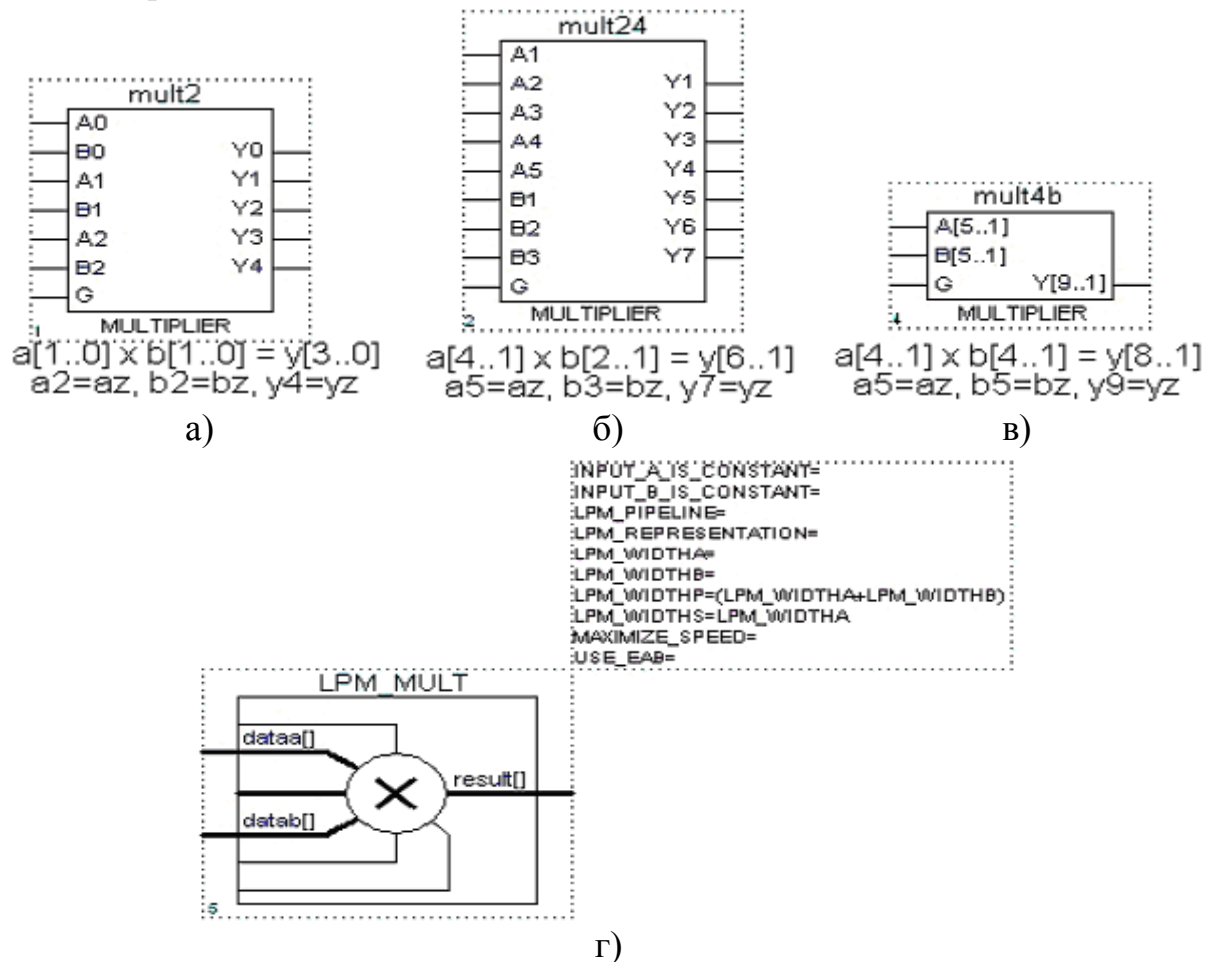 mult2
A0
B0
A1
B1
A2
B2
G
Y0
Y1
Y2
Y3
Y4
1
MULTIPLIER
a[1..0] x b[1..0] = y[3..0]
a2=az, b2=bz, y4=yz
а)
mult24
A1
A2
A3
A4
A5
B1
B2
B3
G
Y1
Y2
Y3
Y4
Y5
Y6
Y7
2
MULTIPLIER
a[4..1] x b[2..1] = y[6..1]
a5=az, b3=bz, y7=yz
б)
mult4b
A[5..1]
B[5..1]
G
Y[9..1]
4
MULTIPLIER
a[4..1] x b[4..1] = y[8..1]
a5=az, b5=bz, y9=yz
в)
INPUT_A_IS_CONSTANT=
INPUT_B_IS_CONSTANT=
LPM_PIPELINE=
LPM_REPRESENTATION=
LPM_WIDTHA=
LPM_WIDTHB=
LPM_WIDTHP=(LPM_WIDTHA+LPM_WIDTHB)
LPM_WIDTHS=LPM_WIDTHA
MAXIMIZE_SPEED=
USE_EAB=
LPM_MULT
dataa[]
result[]
datab[]
5
г)